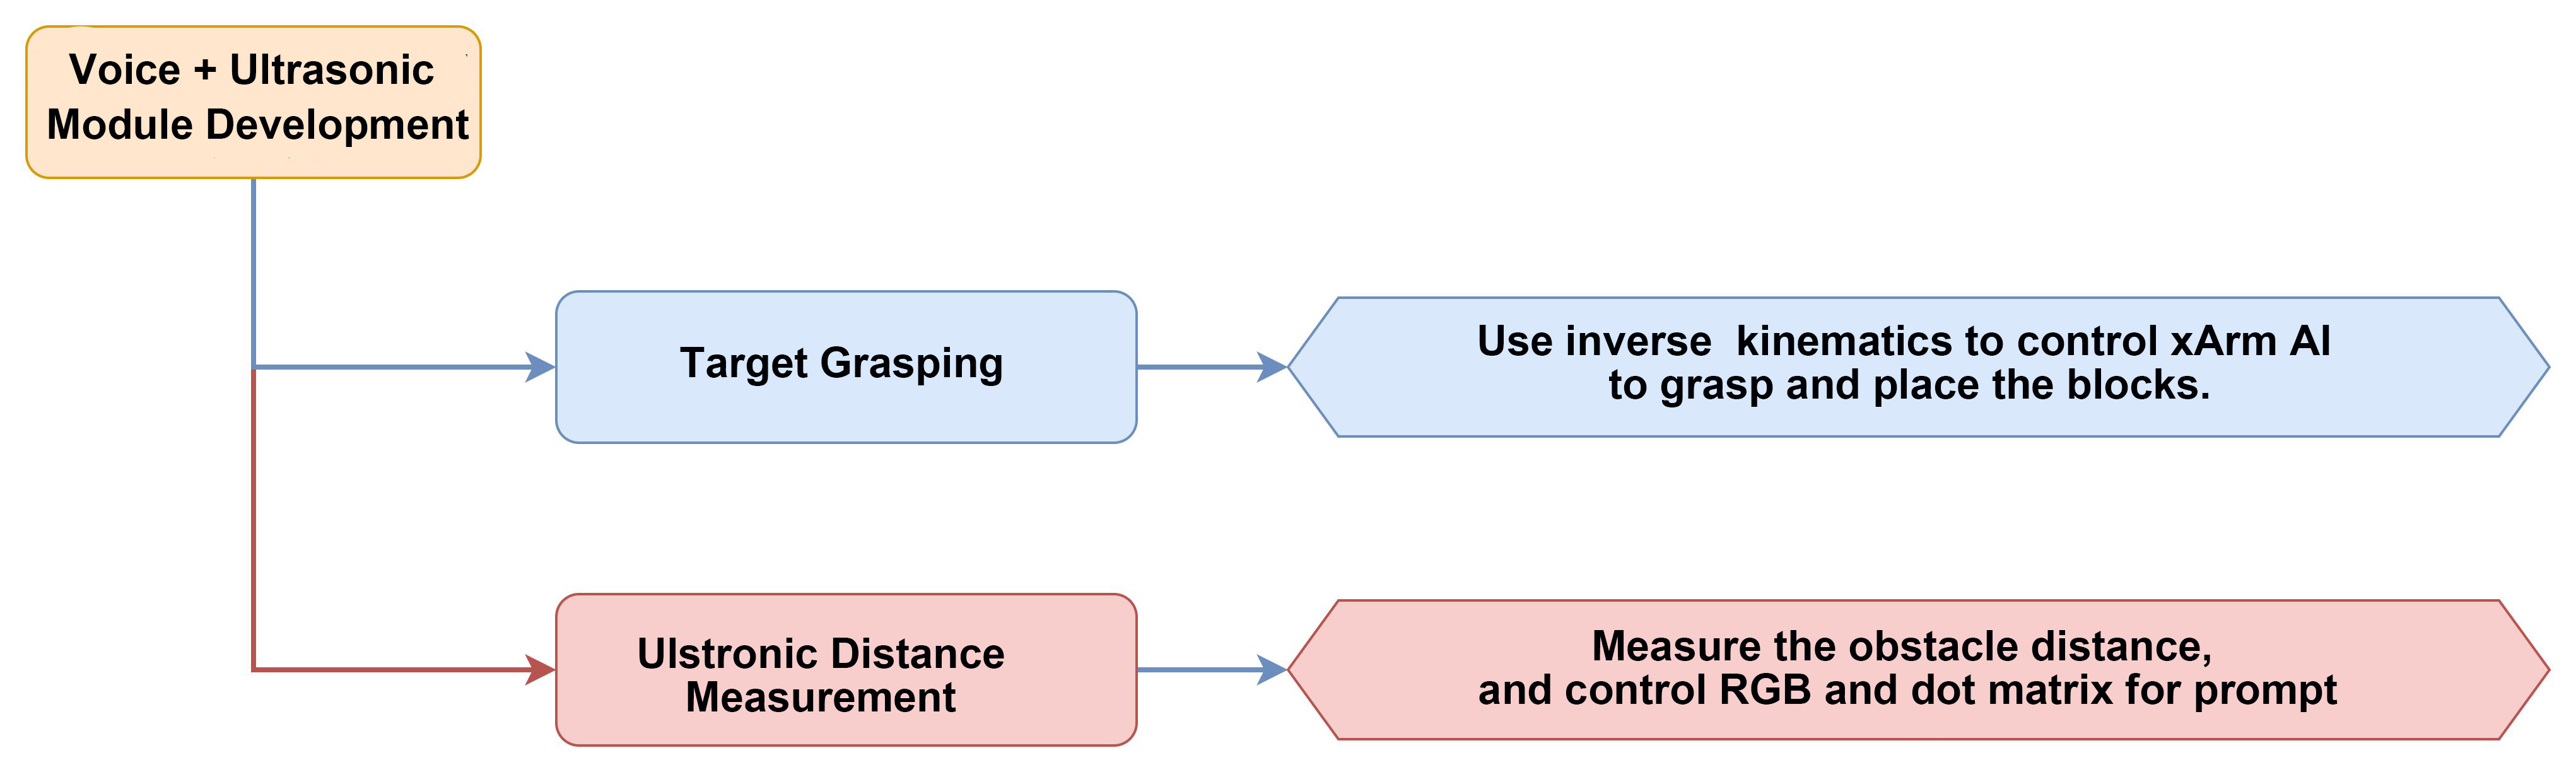 Voice + Ultrasonic
Module Development
Target Grasping
Use inverse  kinematics to control xArm AI
to grasp and place the blocks.
Ulstronic Distance
Measurement
Measure the obstacle distance,
and control RGB and dot matrix for prompt